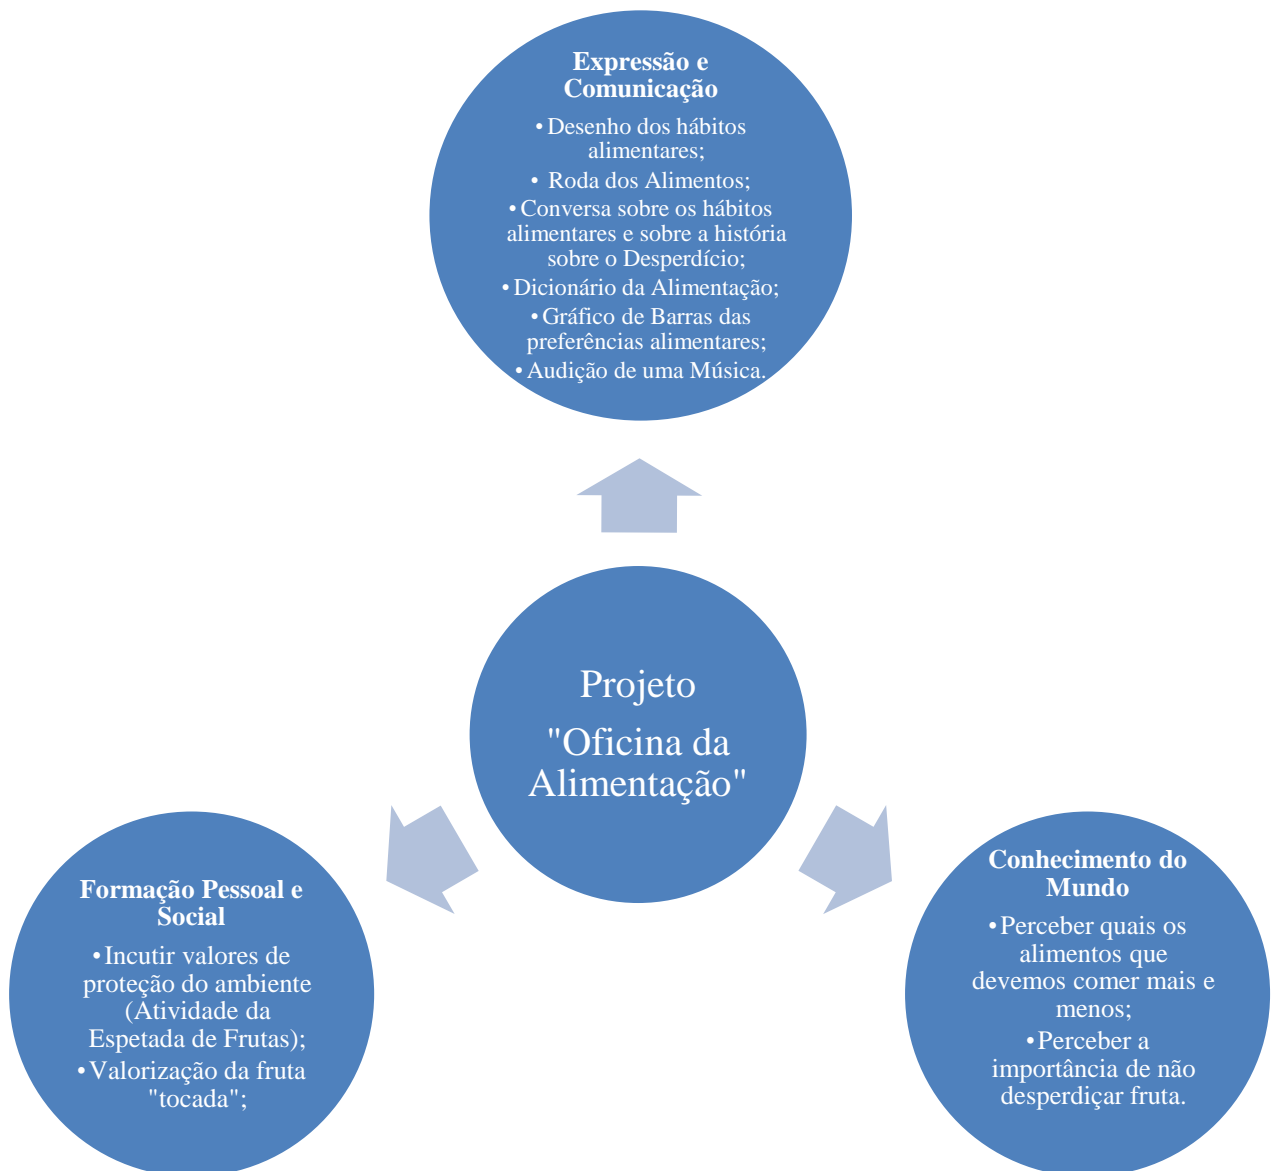 Expressão e
Comunicação
• Desenho dos hábitos
alimentares;
• Roda dos Alimentos;
• Conversa sobre os hábitos
alimentares e sobre a história
sobre o Desperdício;
• Dicionário da Alimentação;
• Gráfico de Barras das
preferências alimentares;
• Audição de uma Música.
Projeto
"Oficina da
Alimentação"
Formação Pessoal e
Social
• Incutir valores de
proteção do ambiente
(Atividade da
Espetada de Frutas);
• Valorização da fruta
"tocada";
Conhecimento do
Mundo
• Perceber quais os
alimentos que
devemos comer mais e
menos;
• Perceber a
importância de não
desperdiçar fruta.